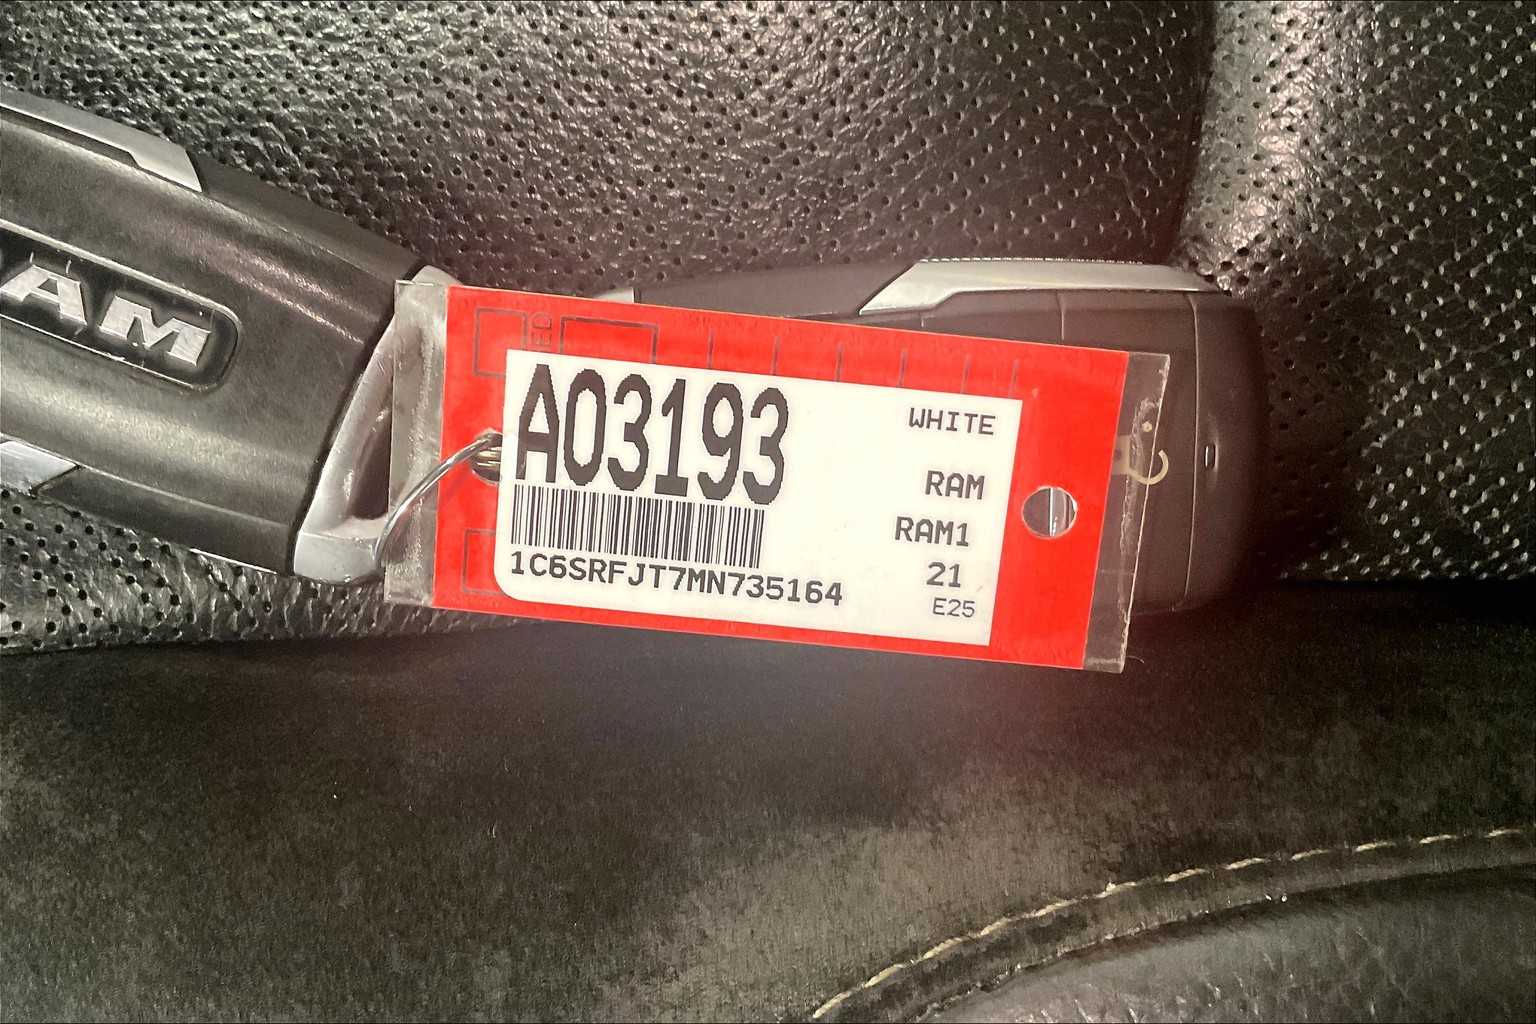 RAM
A03193
1C6SRFJT7MN735164
WHITE
RAM
RAM1
21
E25